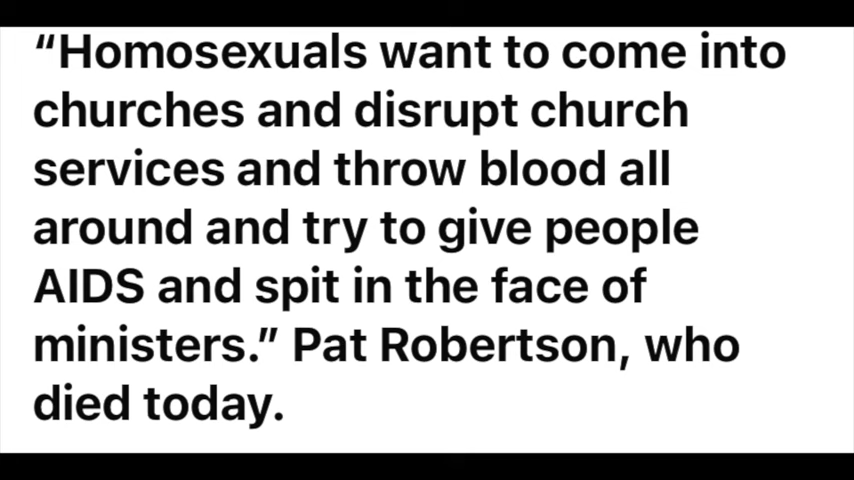 “Homosexuals want to come into
churches and disrupt church
services and throw blood all
around and try to give people
AIDS and spit in the face of
ministers.” Pat Robertson, who
died today.